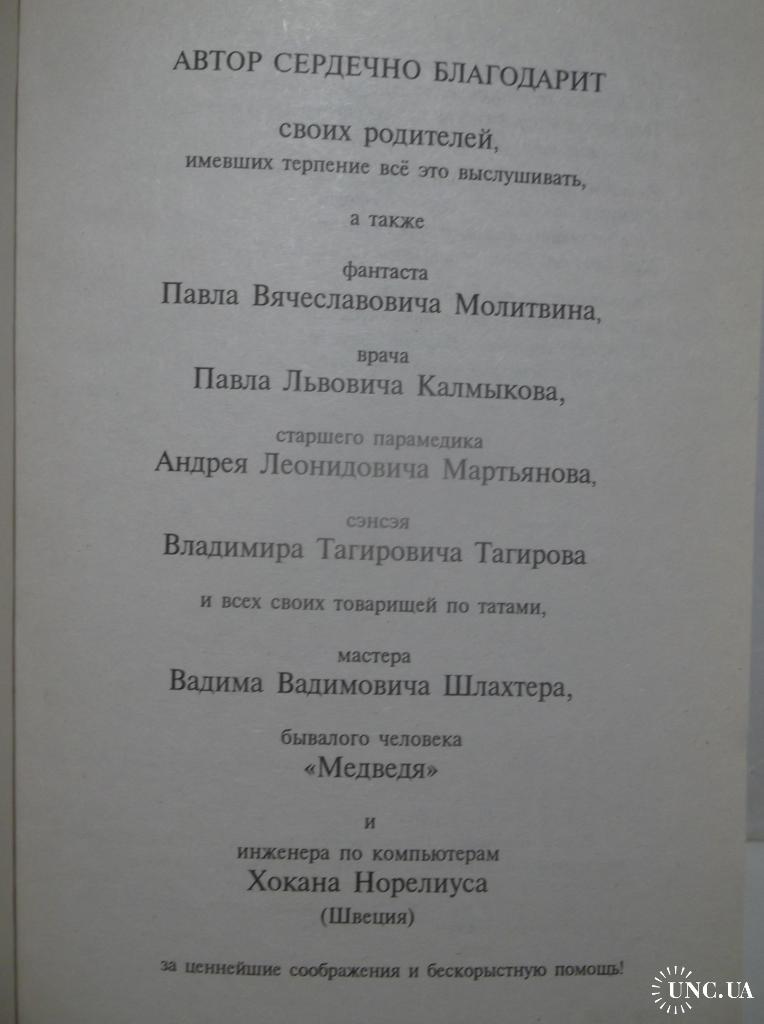 АВТОР СЕРДЕЧНО БЛАГОДАРИТ
своих родителей,
имевших терпение всё это выслушивать,
а также
фантаста
Павла Вячеславовича Молитвина,
врача
Павла Львовича Калмыкова,
старшего парамедика
Андрея Леонидовича Мартьянова,
сэнсэя
Владимира Тагировича Тагирова
и всех своих товарищей по татами,
мастера
Вадима Вадимовича Шлахтера,
бывалого человека
«Медведя»
и
инженера по компьютерам
Хокана Норелиуса
(Швеция)
за ценнейшие соображения и бескорыстную помощь!
UNC.UA